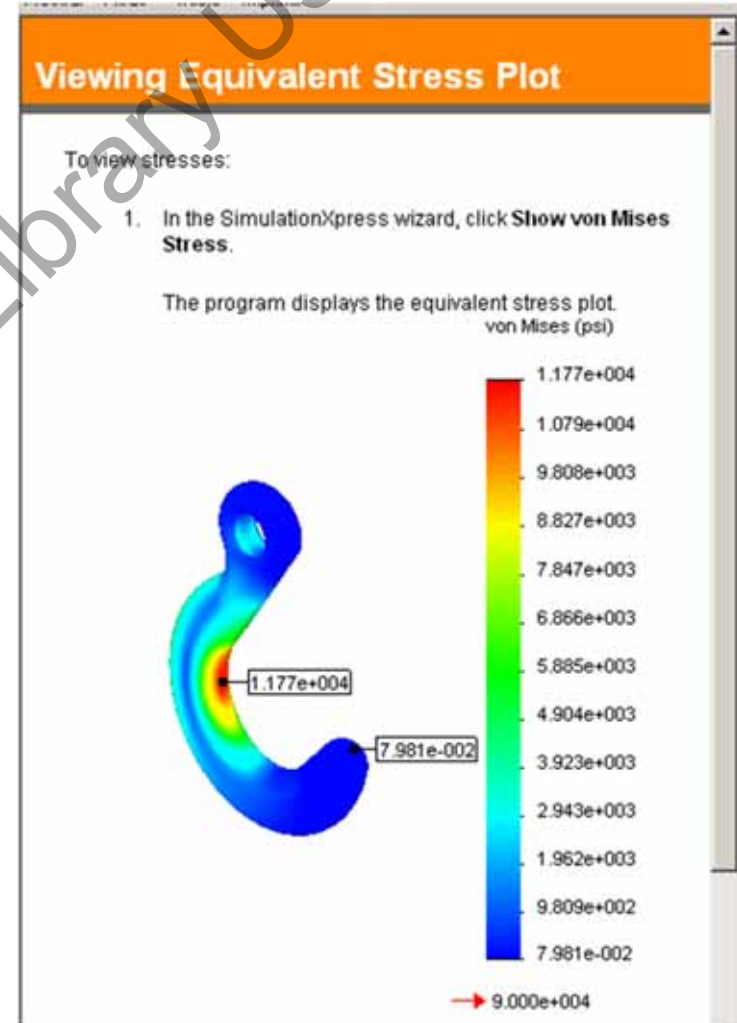 Viewing Equivalent Stress Plot
To view stresses:
1. In the SimulationXpress wizard, click Show von Mises
Stress.
The program displays the equivalent stress plot.
von Mises (psi)
1.177e+004
1.079e+004
9.808e+003
8.827e+003
7.847e+003
6.866e+003
5.885e+003
4.904e+003
3.923e+003
2.943e+003
1.962e+003
9.809e+002
7.981e-002
9.000e+004
1.177e+004
7.981e-002
Library